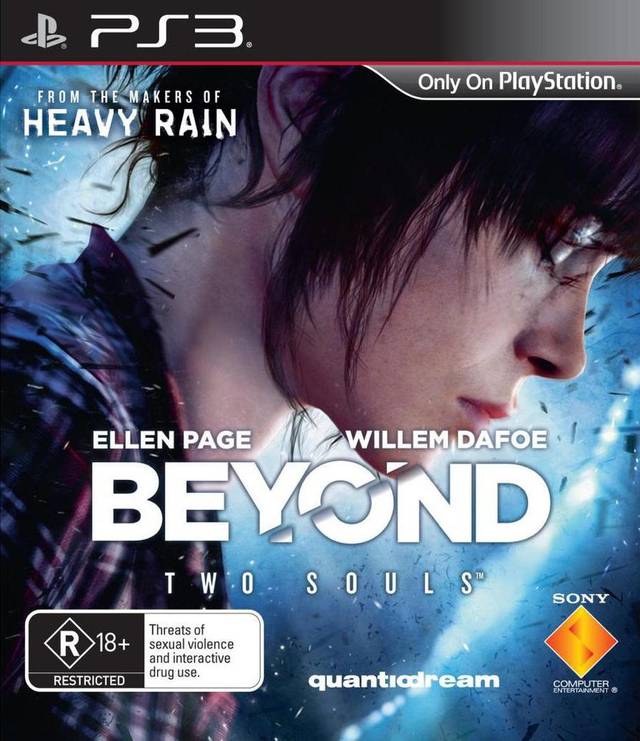 PS3
Only On PlayStation®
FROM THE MAKERS OF
HEAVY RAIN
ELLEN PAGE WILLEM DAFOE
BEYOND
TWO SOULS™
R 18+
RESTRICTED
Threats of
sexual violence
and interactive
drug use.
quanticdream
SONY
COMPUTER
ENTERTAINMENT ®